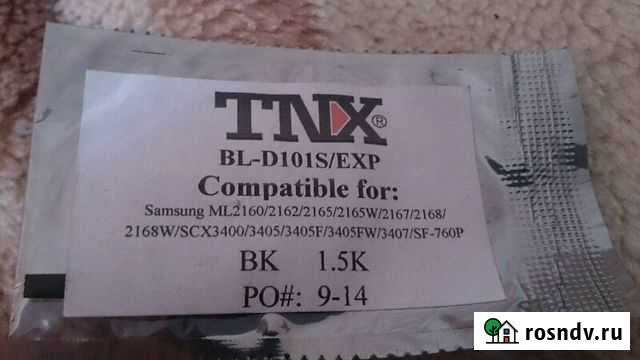 TNX®
BL-D101S/EXP
Compatible for:
Samsung ML2160/2162/2165/2165W/2167/2168/
2168W/SCX3400/3405/3405F/3405FW/3407/SF-760P
BK 1.5K
PO#: 9-14
rosndv.ru